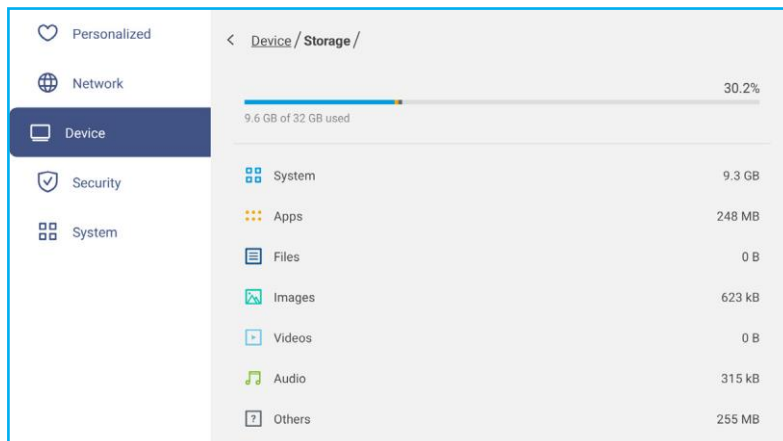 Personalized
Network
Device
Security
System
Device / Storage /
30.2%
9.6 GB of 32 GB used
System 9.3 GB
Apps 248 MB
Files 0 B
Images 623 kB
Videos 0 B
Audio 315 kB
Others 255 MB